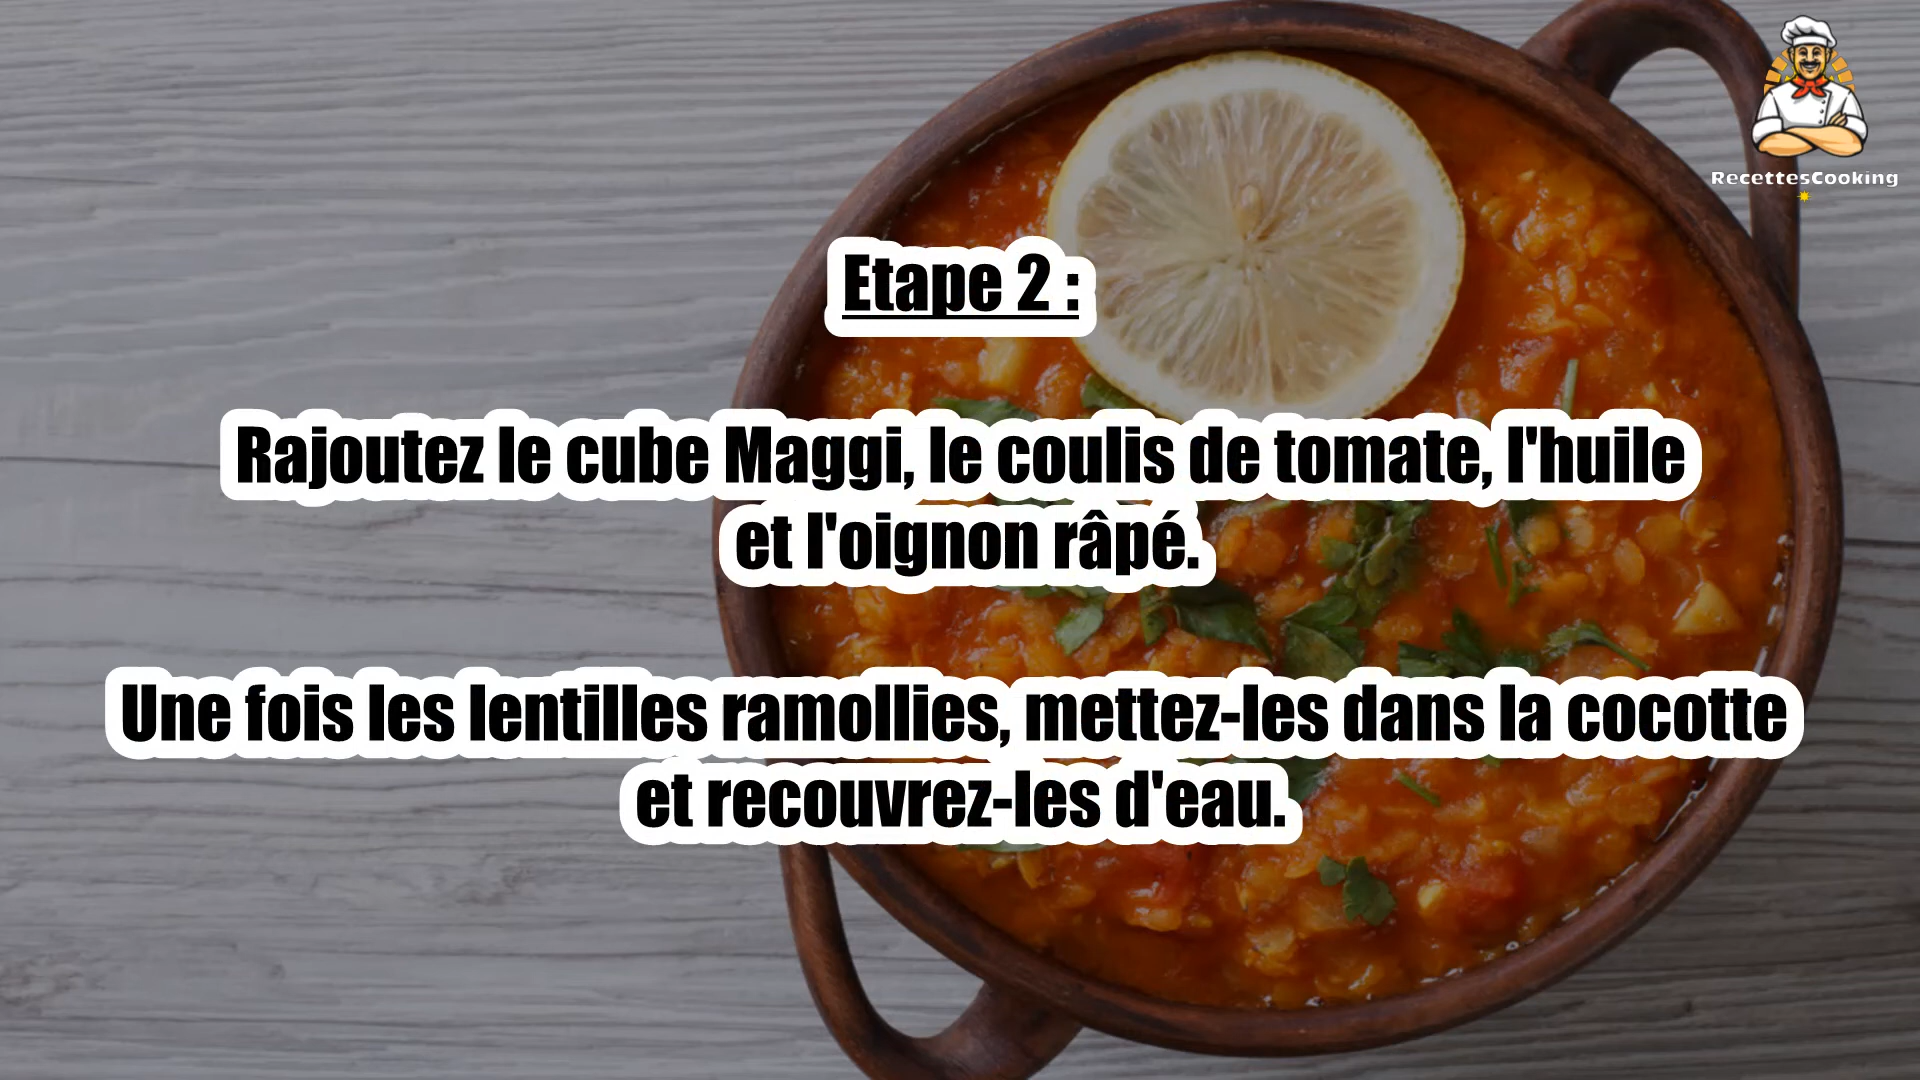 RecettesCooking
Etape 2 :
Rajoutez le cube Maggi, le coulis de tomate, l'huile
et l'oignon râpé.
Une fois les lentilles ramollies, mettez-les dans la cocotte
et recouvrez-les d'eau.